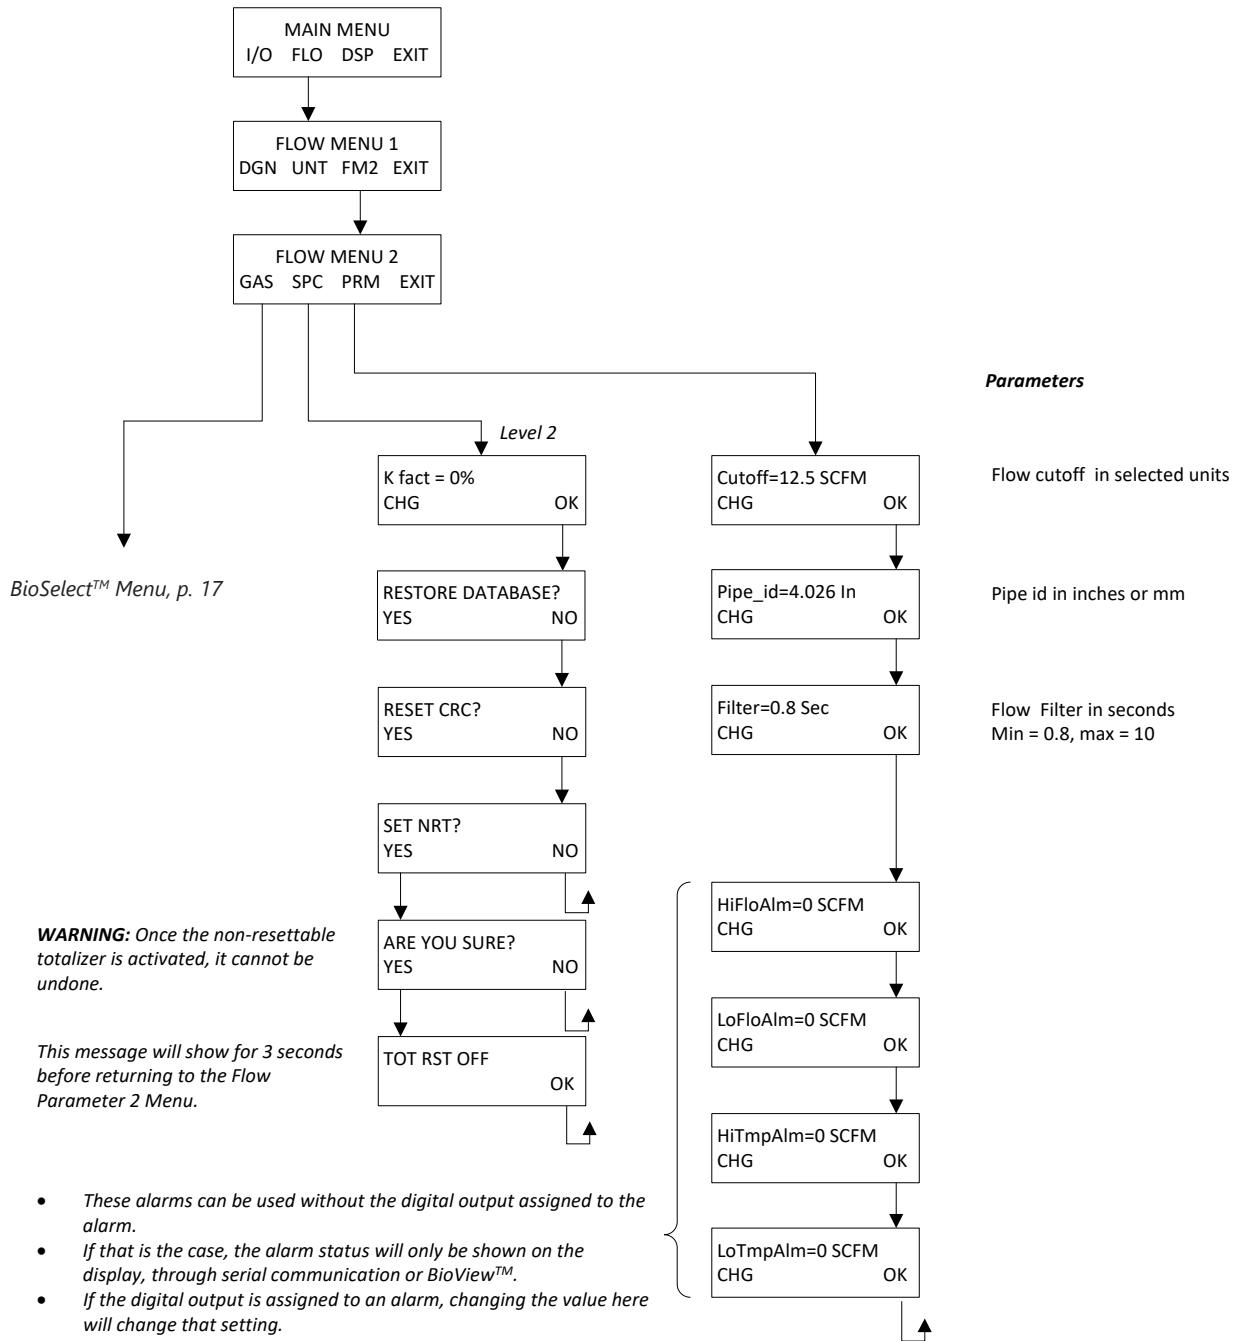 MAIN MENU
I/O FLO DSP EXIT
FLOW MENU 1
DGN UNT FM2 EXIT
FLOW MENU 2
GAS SPC PRM EXIT
BioSelect™ Menu, p. 17
Level 2
K fact = 0%
CHG OK
RESTORE DATABASE?
YES NO
RESET CRC?
YES NO
SET NRT?
YES NO
WARNING: Once the non-resettable
totalizer is activated, it cannot be
undone.
ARE YOU SURE?
YES NO
This message will show for 3 seconds
before returning to the Flow
Parameter 2 Menu.
TOT RST OFF
OK
Parameters
Cutoff=12.5 SCFM
CHG OK
Flow cutoff in selected units
Pipe_id=4.026 In
CHG OK
Pipe id in inches or mm
Filter=0.8 Sec
CHG OK
Flow Filter in seconds
Min = 0.8, max = 10
HiFloAlm=0 SCFM
CHG OK
LoFloAlm=0 SCFM
CHG OK
HiTmpAlm=0 SCFM
CHG OK
LoTmpAlm=0 SCFM
CHG OK
• These alarms can be used without the digital output assigned to the
alarm.
• If that is the case, the alarm status will only be shown on the
display, through serial communication or BioView™.
• If the digital output is assigned to an alarm, changing the value here
will change that setting.